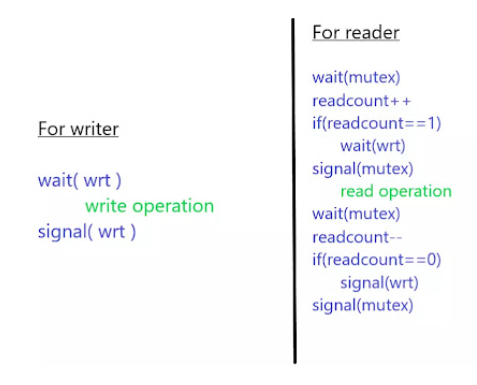 For writer
wait( wrt )
write operation
signal( wrt )
For reader
wait(mutex)
readcount++
if(readcount==1)
wait(wrt)
signal(mutex)
read operation
wait(mutex)
readcount--
if(readcount==0)
signal(wrt)
signal(mutex)